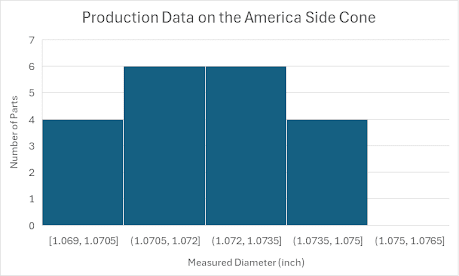 Production Data on the America Side Cone
7
6
5
4
3
2
1
0
Number of Parts
[1.069, 1.0705] (1.0705, 1.072] (1.072, 1.0735] (1.0735, 1.075] (1.075, 1.0765]
Measured Diameter (inch)